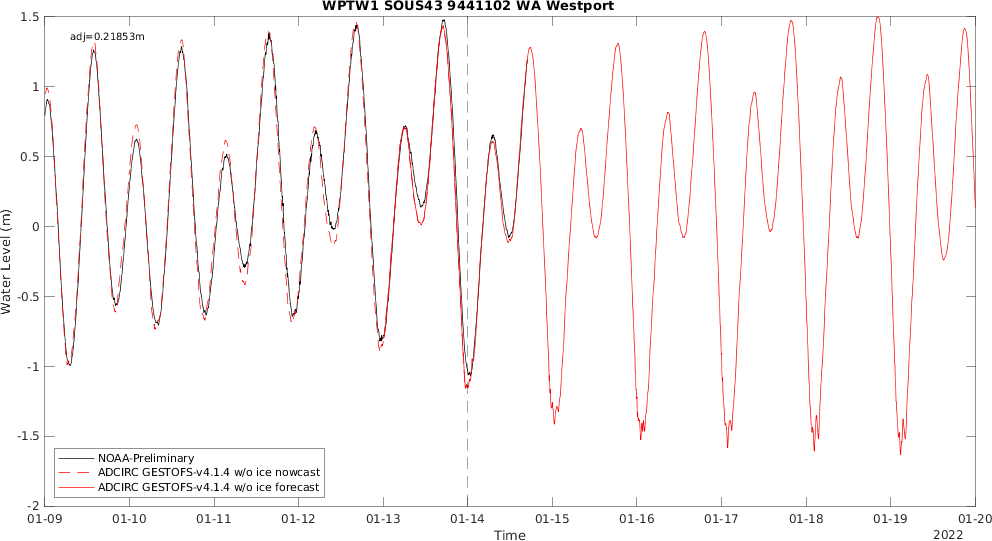 WPTW1 SOUS43 9441102 WA Westport
adj=0.21853m
1.5
1
0.5
0
-0.5
-1
-1.5
-2
Water Level (m)
NOAA-Preliminary
ADCIRC GESTOFS-v4.1.4 w/o ice nowcast
ADCIRC GESTOFS-v4.1.4 w/o ice forecast
01-09 01-10 01-11 01-12 01-13 01-14 01-15 01-16 01-17 01-18 01-19 01-20
Time
2022